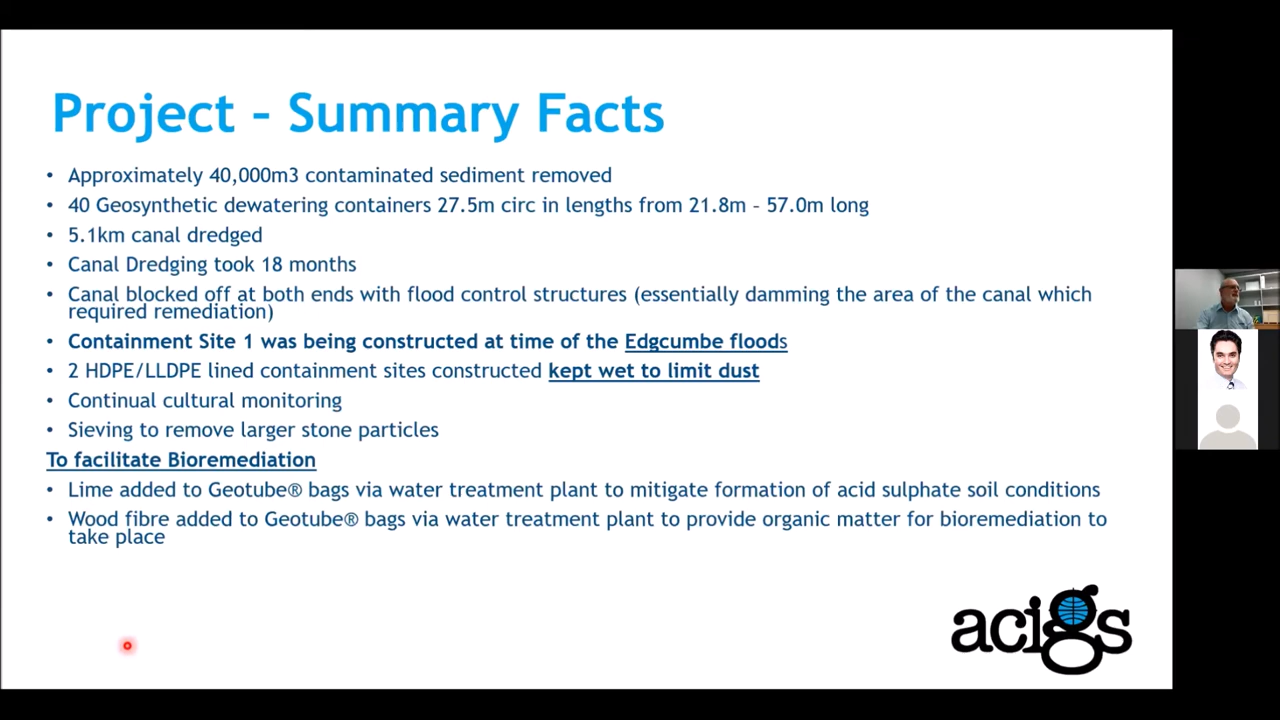 Project – Summary Facts
• Approximately 40,000m3 contaminated sediment removed
• 40 Geosynthetic dewatering containers 27.5m circ in lengths from 21.8m – 57.0m long
• 5.1km canal dredged
• Canal Dredging took 18 months
• Canal blocked off at both ends with flood control structures (essentially damming the area of the canal which
required remediation)
• Containment Site 1 was being constructed at time of the Edgcumbe floods
• 2 HDPE/LLDPE lined containment sites constructed kept wet to limit dust
• Continual cultural monitoring
• Sieving to remove larger stone particles
To facilitate Bioremediation
• Lime added to Geotube® bags via water treatment plant to mitigate formation of acid sulphate soil conditions
• Wood fibre added to Geotube® bags via water treatment plant to provide organic matter for bioremediation to
take place
acigs